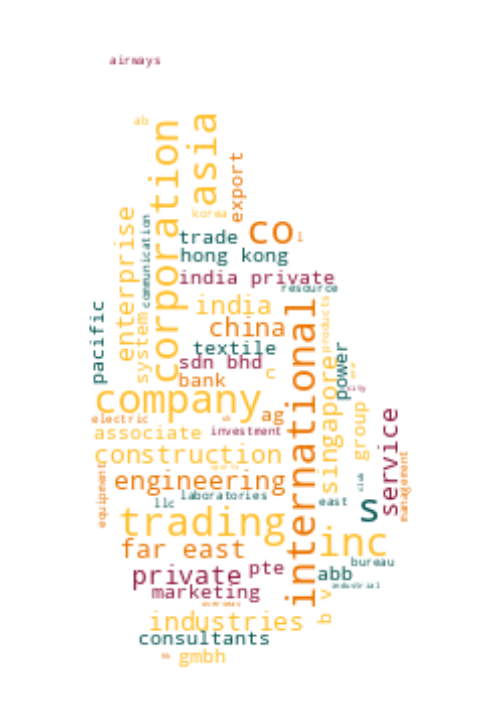 airways
ab
corporation
asia
export
korea
enterprise
communication
trade
co
l
hong kong
india private
resource
system
pacific
india
products
china
international
textile
power
sdn bhd
bank
c
singapore
city
company
ag
group
service
electric
associate
investment
construction
management
equipment
engineering
club
laboratories
llc
east
s
trading
inc
far east
bureau
private
pte
abb
industrial
marketing
b v
overseas
industries
consultants
gmbh